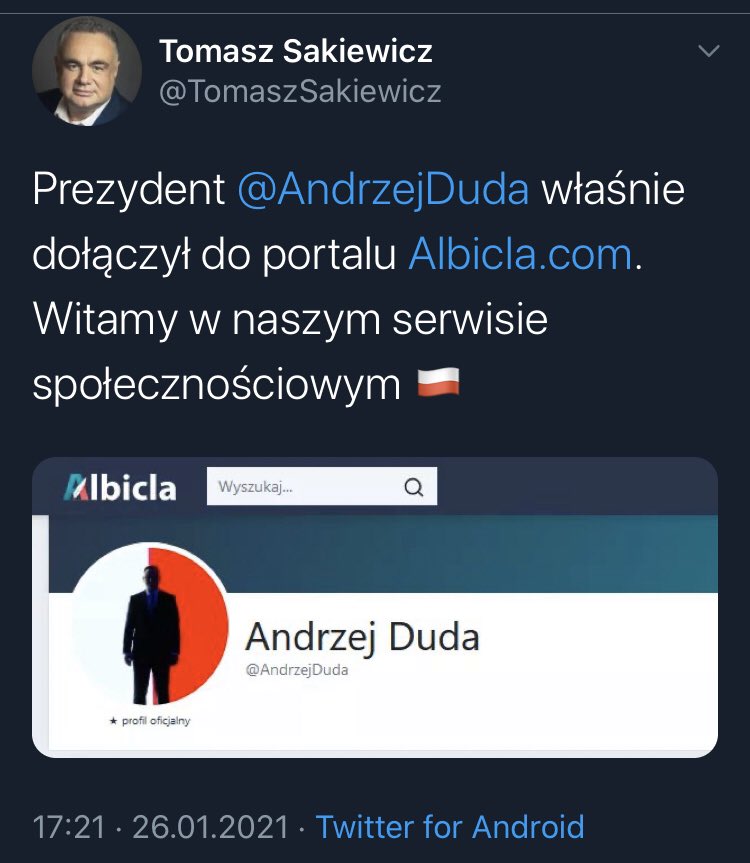 Tomasz Sakiewicz
@TomaszSakiewicz
Prezydent @AndrzejDuda właśnie
dołączył do portalu Albicla.com.
Witamy w naszym serwisie
społecznościowym 🇵🇱
Albicla
Wyszukaj...
Andrzej Duda
@AndrzejDuda
★ profil oficjalny
17:21 · 26.01.2021 · Twitter for Android